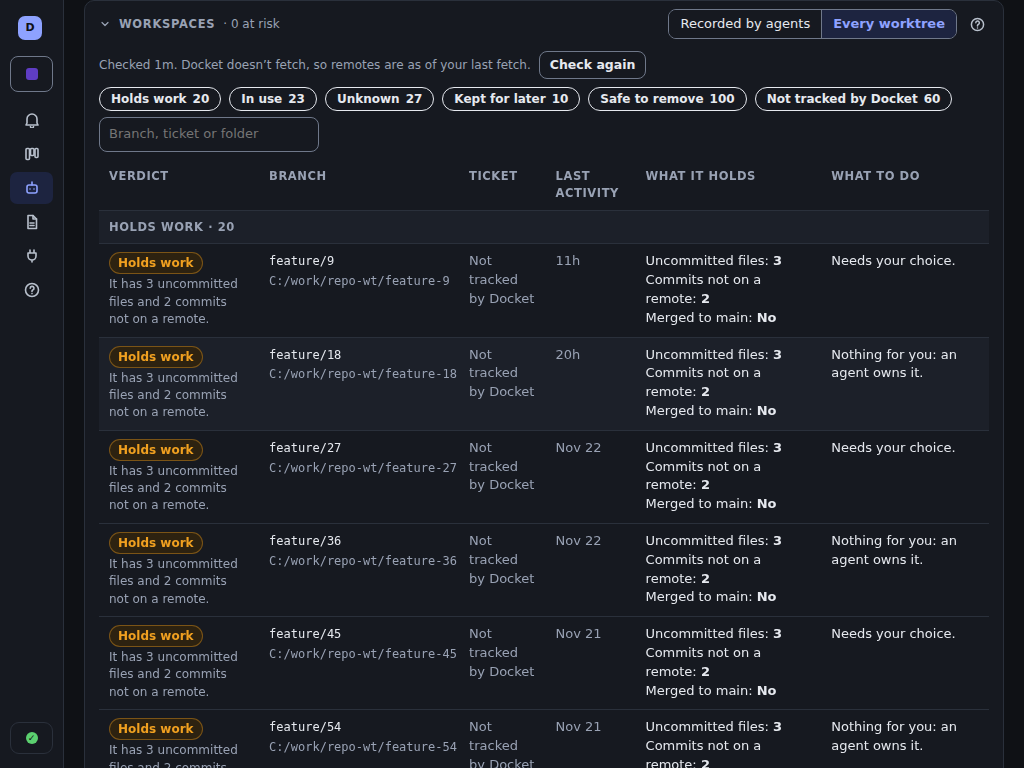 D
WORKSPACES · 0 at risk
Recorded by agents
Every worktree
Checked 1m. Docket doesn’t fetch, so remotes are as of your last fetch.
Check again
Holds work 20
In use 23
Unknown 27
Kept for later 10
Safe to remove 100
Not tracked by Docket 60
Branch, ticket or folder
VERDICT
BRANCH
TICKET
LAST
ACTIVITY
WHAT IT HOLDS
WHAT TO DO
HOLDS WORK · 20
Holds work
It has 3 uncommitted
files and 2 commits
not on a remote.
feature/9
C:/work/repo-wt/feature-9
Not
tracked
by Docket
11h
Uncommitted files: 3
Commits not on a
remote: 2
Merged to main: No
Needs your choice.
Holds work
It has 3 uncommitted
files and 2 commits
not on a remote.
feature/18
C:/work/repo-wt/feature-18
Not
tracked
by Docket
20h
Uncommitted files: 3
Commits not on a
remote: 2
Merged to main: No
Nothing for you: an
agent owns it.
Holds work
It has 3 uncommitted
files and 2 commits
not on a remote.
feature/27
C:/work/repo-wt/feature-27
Not
tracked
by Docket
Nov 22
Uncommitted files: 3
Commits not on a
remote: 2
Merged to main: No
Needs your choice.
Holds work
It has 3 uncommitted
files and 2 commits
not on a remote.
feature/36
C:/work/repo-wt/feature-36
Not
tracked
by Docket
Nov 22
Uncommitted files: 3
Commits not on a
remote: 2
Merged to main: No
Nothing for you: an
agent owns it.
Holds work
It has 3 uncommitted
files and 2 commits
not on a remote.
feature/45
C:/work/repo-wt/feature-45
Not
tracked
by Docket
Nov 21
Uncommitted files: 3
Commits not on a
remote: 2
Merged to main: No
Needs your choice.
Holds work
It has 3 uncommitted
files and 2 commits
feature/54
C:/work/repo-wt/feature-54
Not
tracked
by Docket
Nov 21
Uncommitted files: 3
Commits not on a
remote: 2
Nothing for you: an
agent owns it.